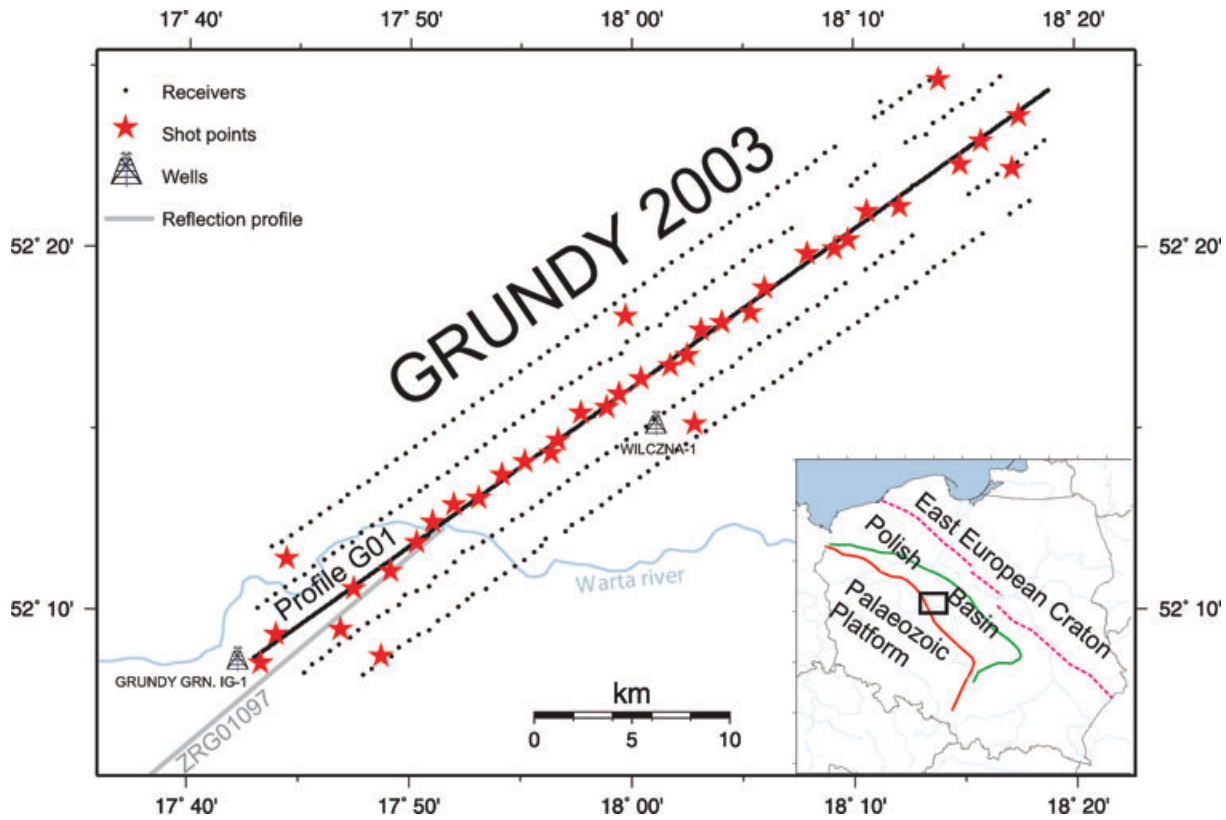 17˚ 40' 17˚ 50' 18˚ 00' 18˚ 10' 18˚ 20'
Receivers
Shot points
Wells
Reflection profile
GRUNDY 2003
52˚ 20' 52˚ 20'
WILCZNA-1
Profile G01
Warta river
52˚ 10' 52˚ 10'
GRUNDY GRN. IG-1
ZRG01097
km
0 5 10
East European Craton
Polish
Basin
Palaeozoic
Platform
17˚ 40' 17˚ 50' 18˚ 00' 18˚ 10' 18˚ 20'